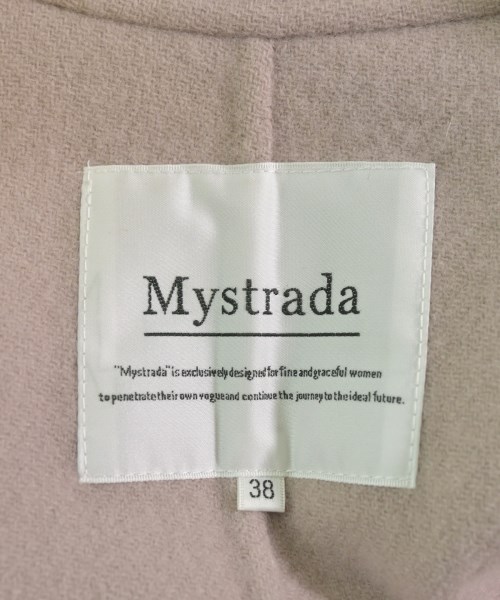 Mystrada
"Mystrada" is exclusively designed for fine and graceful women
to penetrate their own vogue and continue the journey to the ideal future.
38